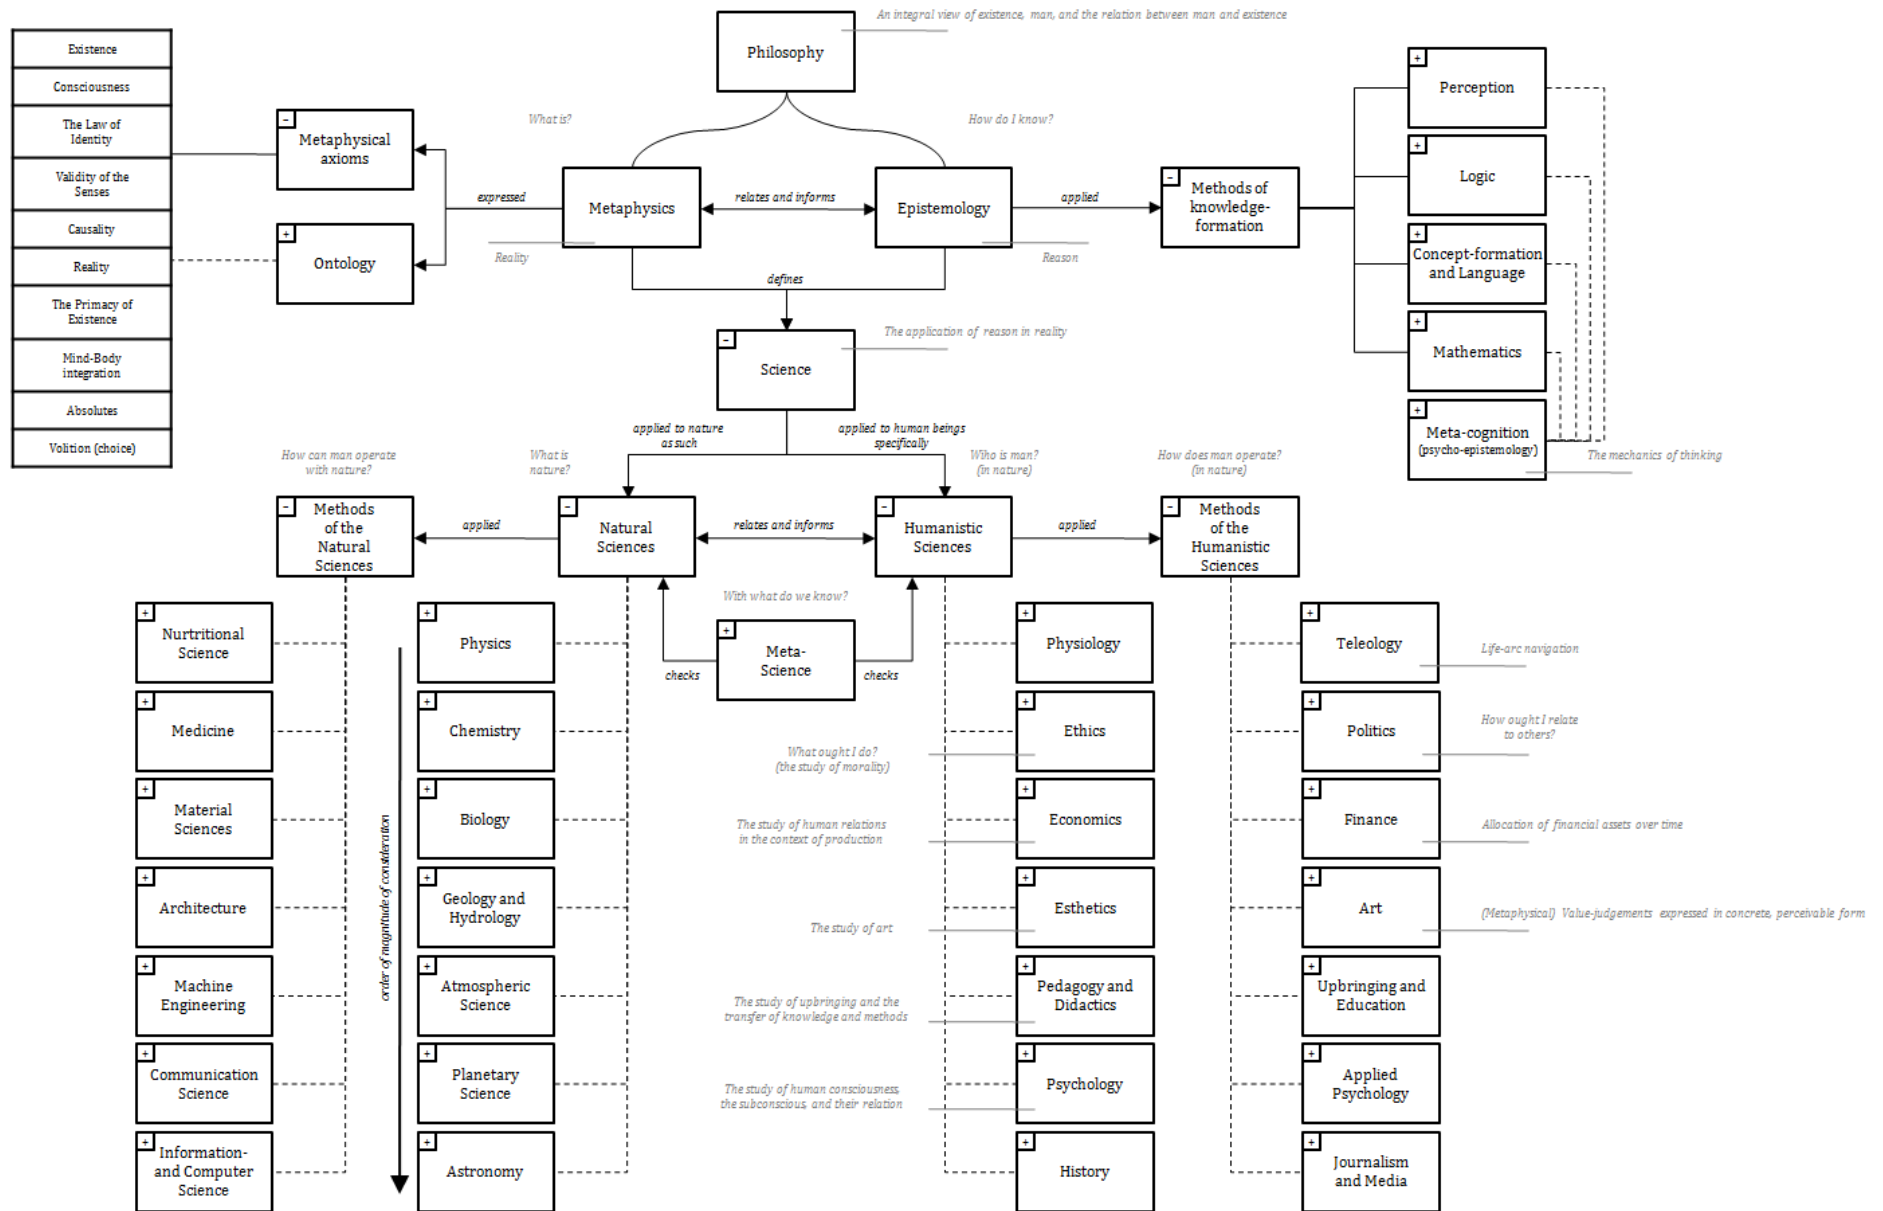 An integral view of existence, man, and the relation between man and existence
Philosophy
Existence
Consciousness
The Law of
Identity
Validity of the
Senses
Causality
Reality
The Primacy of
Existence
Mind-Body
integration
Absolutes
Volition (choice)
-
Metaphysical
axioms
+
Ontology
What is?
How do I know?
expressed
Metaphysics
relates and informs
Epistemology
applied
Reality
Reason
-
Methods of
knowledge-
formation
+
Perception
+
Logic
+
Concept-formation
and Language
+
Mathematics
+
Meta-cognition
(psycho-epistemology)
The mechanics of thinking
defines
-
Science
The application of reason in reality
applied to nature
as such
applied to human beings
specifically
How can man operate
with nature?
What is
nature?
Who is man?
(in nature)
How does man operate?
(in nature)
-
Methods
of the
Natural
Sciences
applied
-
Natural
Sciences
relates and informs
-
Humanistic
Sciences
applied
-
Methods
of the
Humanistic
Sciences
With what do we know?
+
Meta-
Science
checks
checks
+
Nurtritional
Science
+
Medicine
+
Material
Sciences
+
Architecture
+
Machine
Engineering
+
Communication
Science
+
Information-
and Computer
Science
order of magnitude of consideration
+
Physics
+
Chemistry
+
Biology
+
Geology and
Hydrology
+
Atmospheric
Science
+
Planetary
Science
+
Astronomy
+
Physiology
+
Ethics
What ought I do?
(the study of morality)
+
Economics
The study of human relations
in the context of production
+
Esthetics
The study of art
+
Pedagogy and
Didactics
The study of upbringing and the
transfer of knowledge and methods
+
Psychology
The study of human consciousness,
the subconscious, and their relation
+
History
+
Teleology
Life-arc navigation
+
Politics
How ought I relate
to others?
+
Finance
Allocation of financial assets over time
+
Art
(Metaphysical) Value-judgements expressed in concrete, perceivable form
+
Upbringing and
Education
+
Applied
Psychology
+
Journalism
and Media